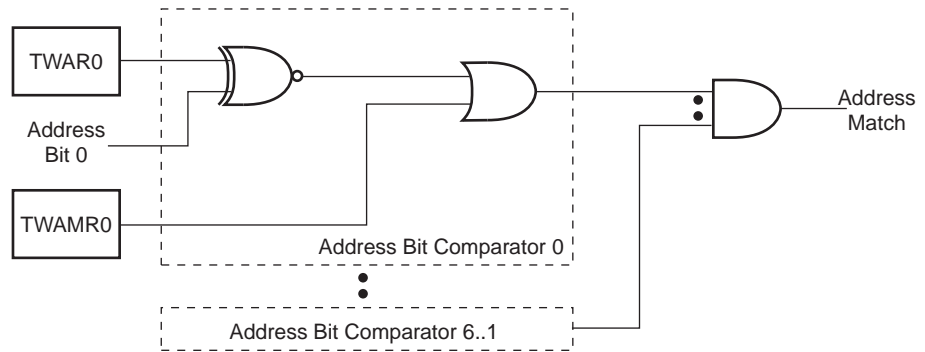 TWAR0
Address
Bit 0
TWAMR0
Address Bit Comparator 0
Address Bit Comparator 6..1
Address
Match